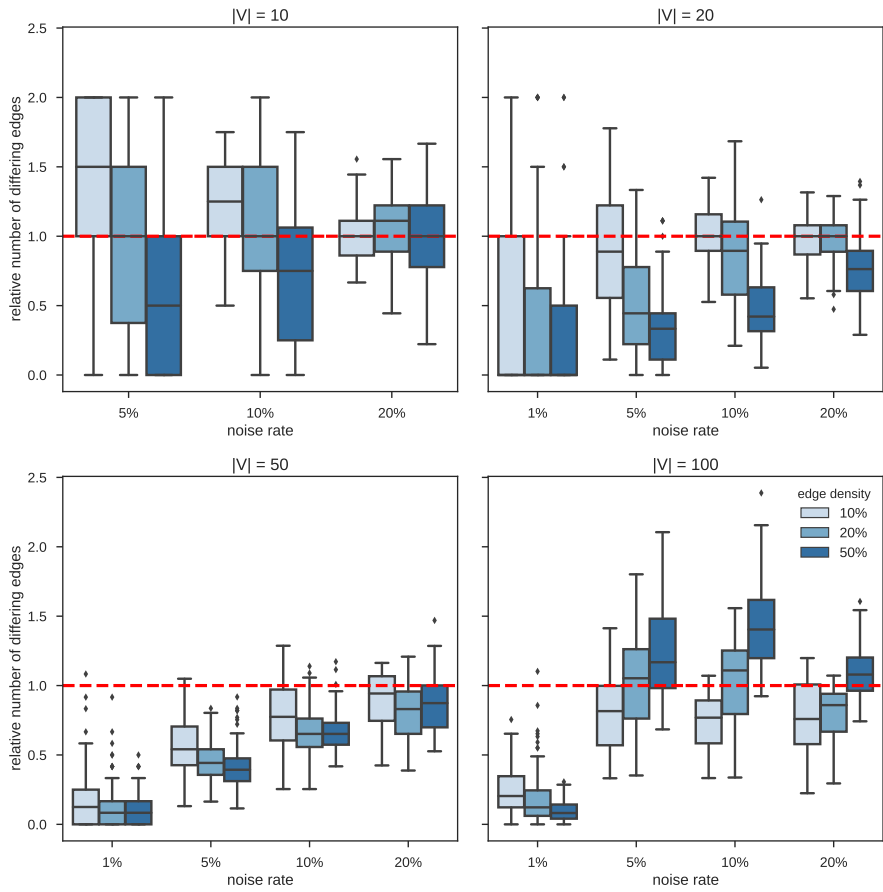 |V| = 10
|V| = 20
relative number of differing edges
2.5
2.0
1.5
1.0
0.5
0.0
5%
10%
20%
noise rate
1%
5%
10%
20%
noise rate
|V| = 50
|V| = 100
relative number of differing edges
2.5
2.0
1.5
1.0
0.5
0.0
1%
5%
10%
20%
noise rate
edge density
10%
20%
50%
1%
5%
10%
20%
noise rate